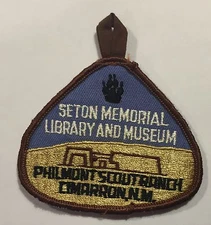 SETON MEMORIAL
LIBRARY AND MUSEUM
PHILMONT SCOUT RANCH
CIMARRON, N.M.